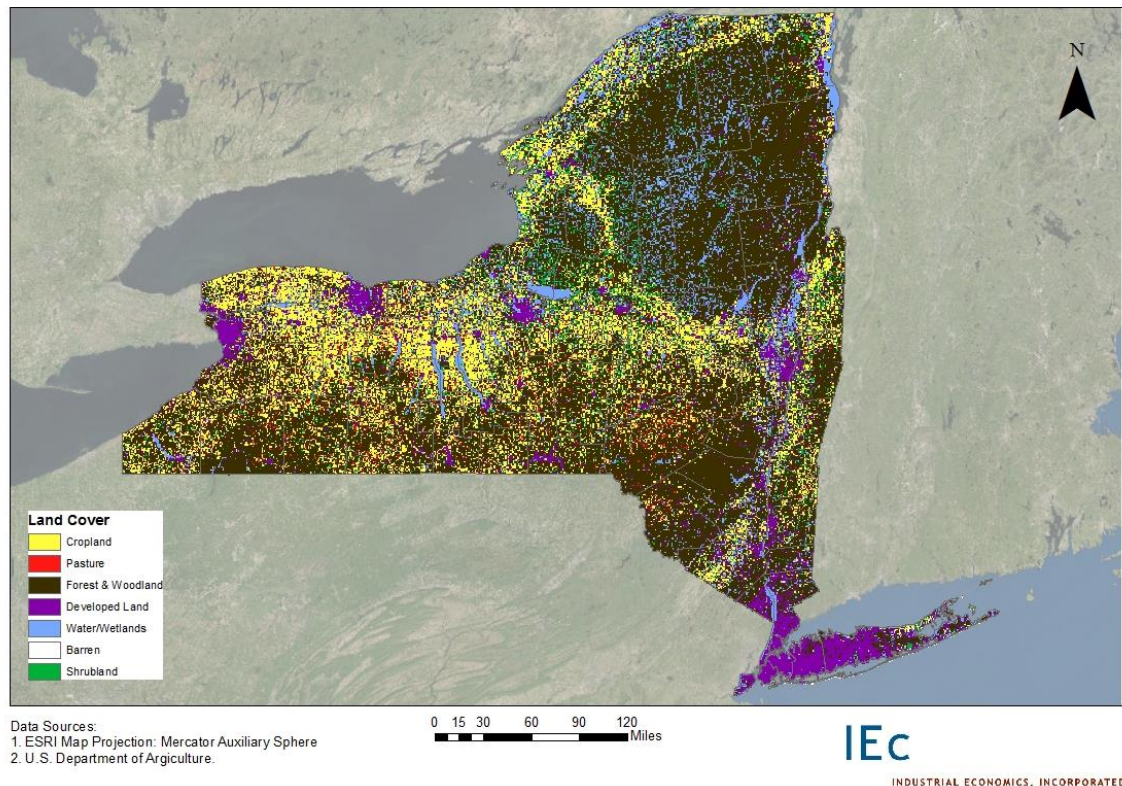 N
Land Cover
Cropland
Pasture
Forest & Woodland
Developed Land
Water/Wetlands
Barren
Shrubland
Data Sources:
1. ESRI Map Projection: Mercator Auxiliary Sphere
2. U.S. Department of Argiculture.
0 15 30 60 90 120
Miles
IEc
INDUSTRIAL ECONOMICS, INCORPORATED